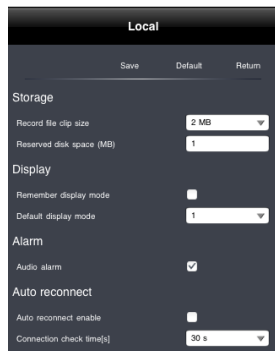 Local
Save Default Return
Storage
Record file clip size 2 MB
Reserved disk space (MB) 1
Display
Remember display mode
Default display mode 1
Alarm
Audio alarm
Auto reconnect
Auto reconnect enable
Connection check time[s] 30 s